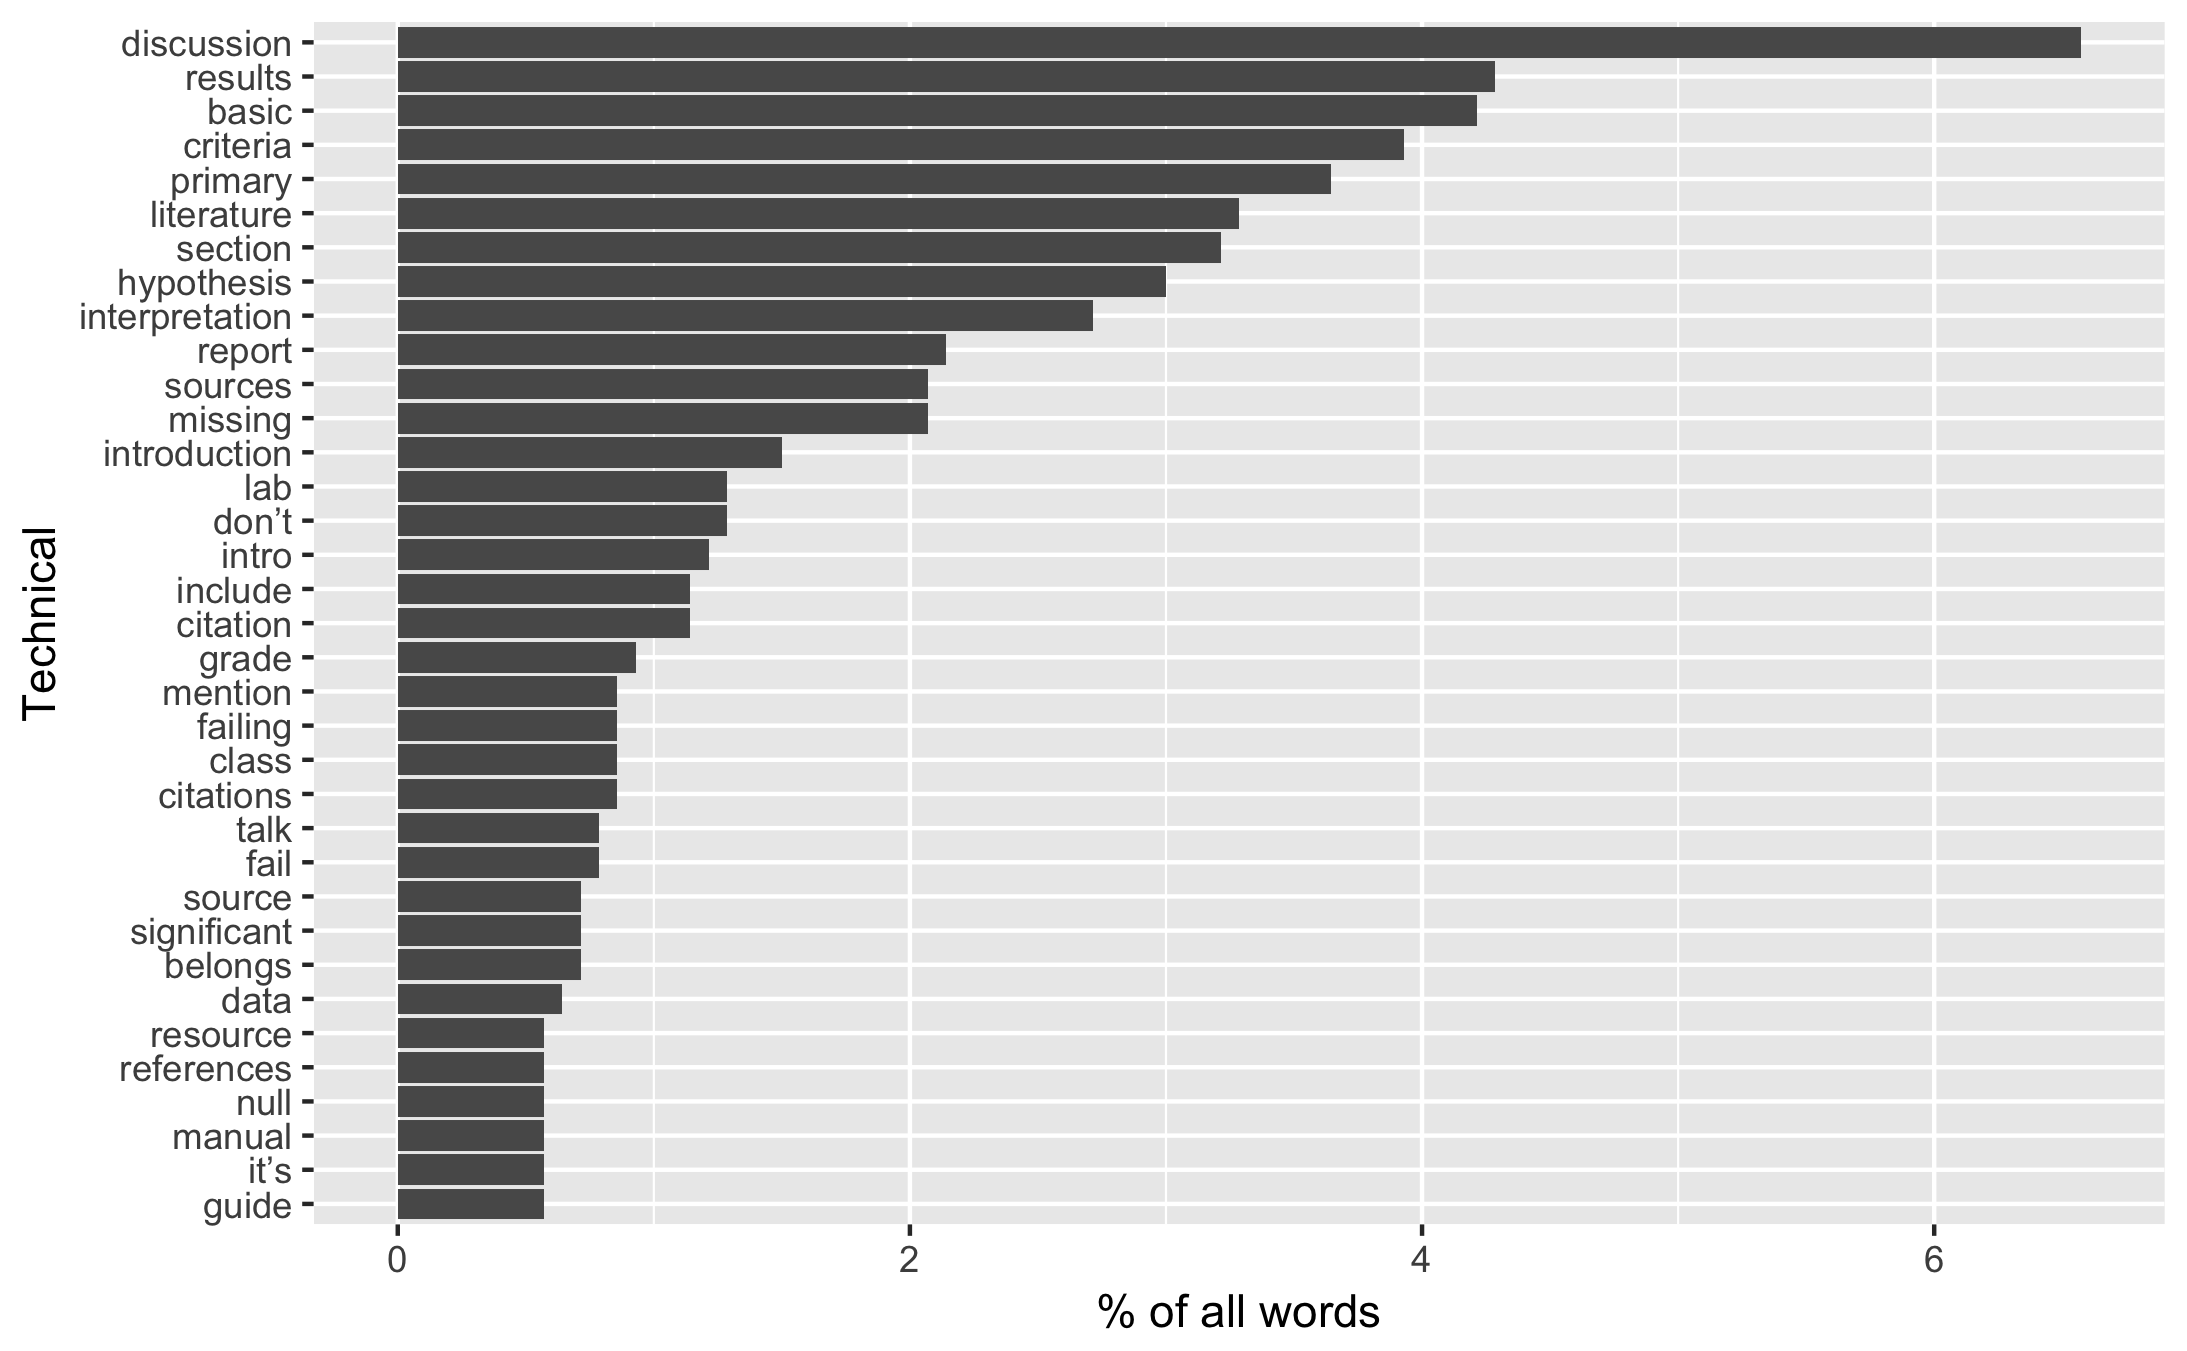 discussion
results
basic
criteria
primary
literature
section
hypothesis
interpretation
report
sources
missing
introduction
lab
don’t
intro
include
citation
grade
mention
failing
class
citations
talk
fail
source
significant
belongs
data
resource
references
null
manual
it’s
guide
Technical
0 2 4 6
% of all words